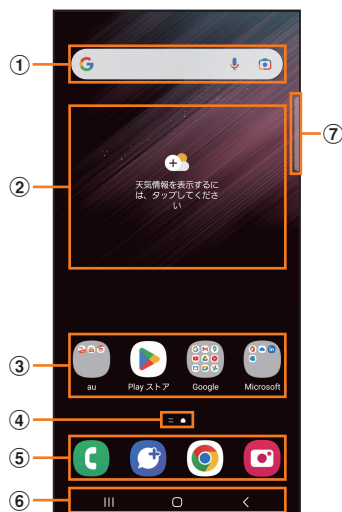 ①
②
天気情報を表示するに
は、タップしてくださ
い
⑦
③
au
Play ストア
Google
Microsoft
④
⑤
⑥